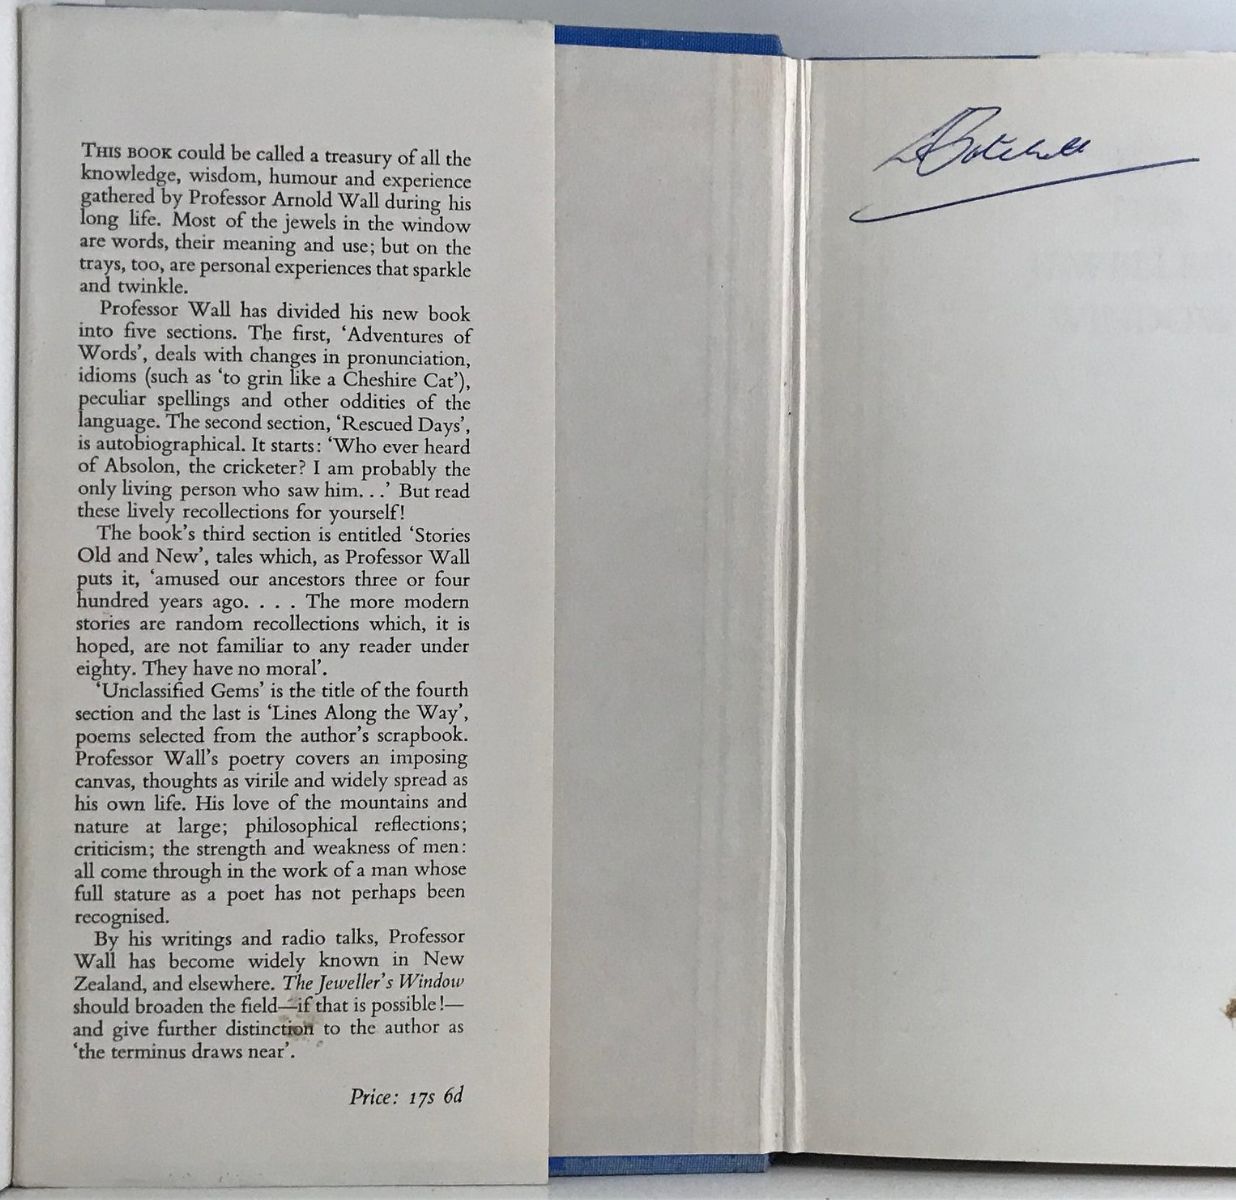 THIS BOOK could be called a treasury of all the
knowledge, wisdom, humour and experience
gathered by Professor Arnold Wall during his
long life. Most of the jewels in the window
are words, their meaning and use; but on the
trays, too, are personal experiences that sparkle
and twinkle.
Professor Wall has divided his new book
into five sections. The first, ‘Adventures of
Words’, deals with changes in pronunciation,
idioms (such as ‘to grin like a Cheshire Cat’),
peculiar spellings and other oddities of the
language. The second section, ‘Rescued Days’,
is autobiographical. It starts: ‘Who ever heard
of Absolon, the cricketer? I am probably the
only living person who saw him. . .’ But read
these lively recollections for yourself!
The book’s third section is entitled ‘Stories
Old and New’, tales which, as Professor Wall
puts it, ‘amused our ancestors three or four
hundred years ago. . . . The more modern
stories are random recollections which, it is
hoped, are not familiar to any reader under
eighty. They have no moral’.
‘Unclassified Gems’ is the title of the fourth
section and the last is ‘Lines Along the Way’,
poems selected from the author’s scrapbook.
Professor Wall’s poetry covers an imposing
canvas, thoughts as virile and widely spread as
his own life. His love of the mountains and
nature at large; philosophical reflections;
criticism; the strength and weakness of men:
all come through in the work of a man whose
full stature as a poet has not perhaps been
recognised.
By his writings and radio talks, Professor
Wall has become widely known in New
Zealand, and elsewhere. The Jeweller’s Window
should broaden the field—if that is possible!—
and give further distinction to the author as
‘the terminus draws near’.
Price: 17s 6d